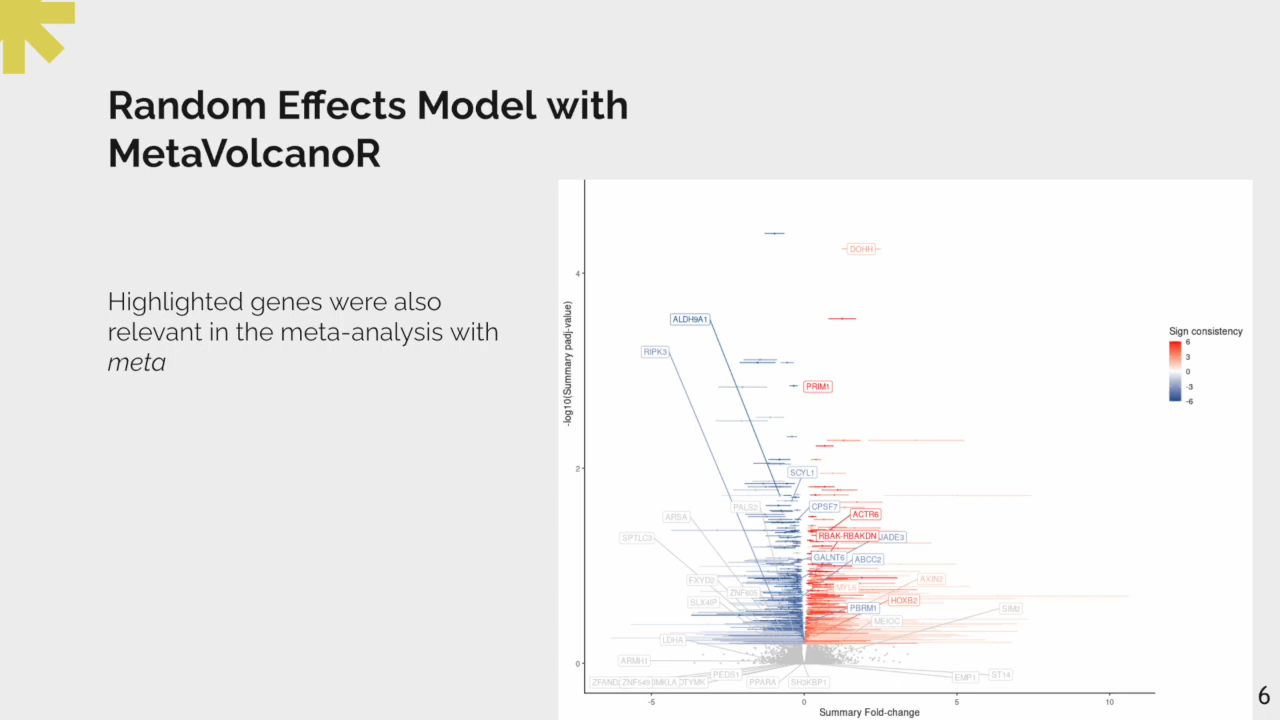 Random Effects Model with
MetaVolcanoR
Highlighted genes were also
relevant in the meta-analysis with
meta
-log10(Summary padj-value)
4
2
0
-5
0
5
10
Summary Fold-change
Sign consistency
6
3
0
-3
-6
DOHH
ALDH9A1
RIPK3
PRIM1
SCYL1
PALS2
CPSF7
ARSA
ACTR6
SPTLC3
RBAK-RBAKDN
JADE3
GALNT6
ABCC2
FXYD2
MYL6
AXIN2
SLX4IP
HOXB2
PBRM1
SIM2
MEIOC
LDHA
ARMH1
PEDS1
EMP1
ST14
ZNF549
PPARA
SH3KBP1
6